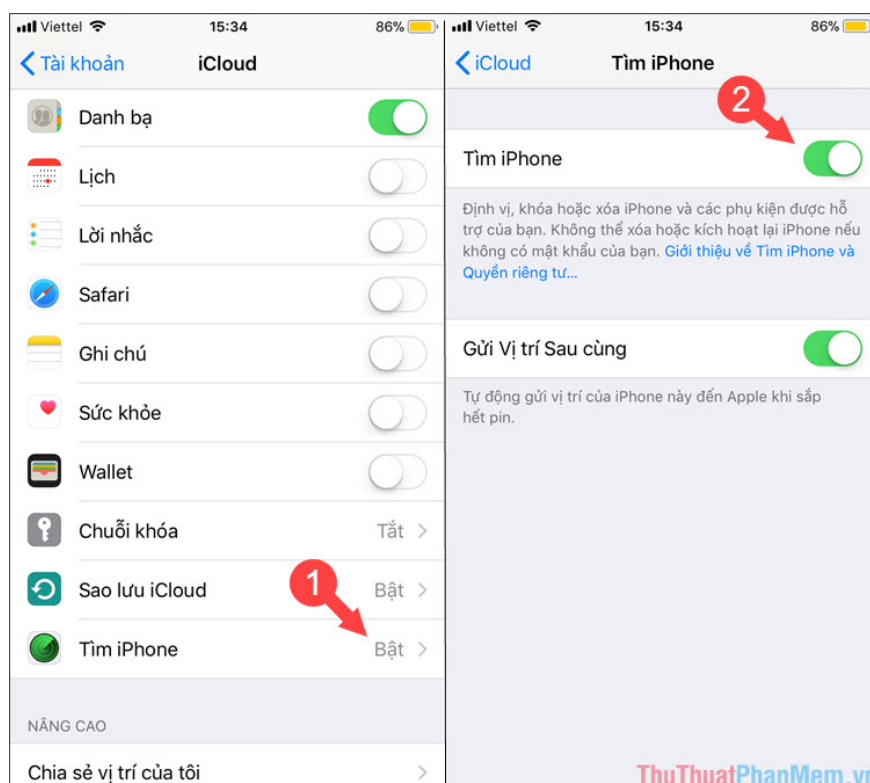 Viettel 15:34 86%
Tài khoản iCloud
Danh bạ
Lịch
Lời nhắc
Safari
Ghi chú
Sức khỏe
Wallet
Chuỗi khóa Tắt
Sao lưu iCloud Bật
1
Tìm iPhone Bật
NÂNG CAO
Chia sẻ vị trí của tôi
Viettel 15:34 86%
iCloud Tìm iPhone
2
Tìm iPhone
Định vị, khóa hoặc xóa iPhone và các phụ kiện được hỗ
trợ của bạn. Không thể xóa hoặc kích hoạt lại iPhone nếu
không có mật khẩu của bạn. Giới thiệu về Tìm iPhone và
Quyền riêng tư...
Gửi Vị trí Sau cùng
Tự động gửi vị trí của iPhone này đến Apple khi sắp
hết pin.
ThuThuatPhanMem.vn